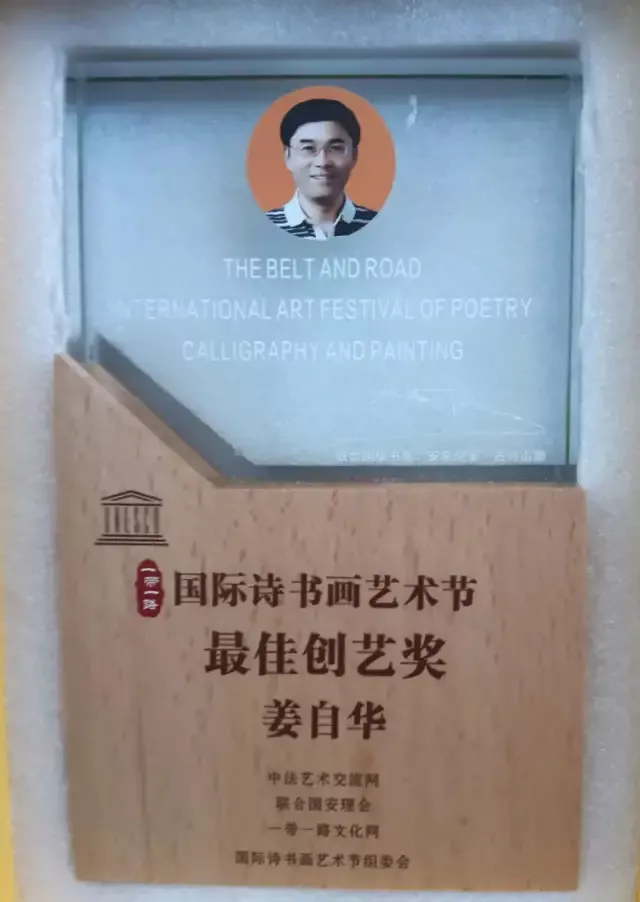 THE BELT AND ROAD
INTERNATIONAL ART FESTIVAL OF POETRY
CALLIGRAPHY AND PAINTING
UNESCO
一带一路
国际诗书画艺术节
最佳创艺奖
姜自华
中法艺术交流网
联合国安理会
一带一路文化网
国际诗书画艺术节组委会